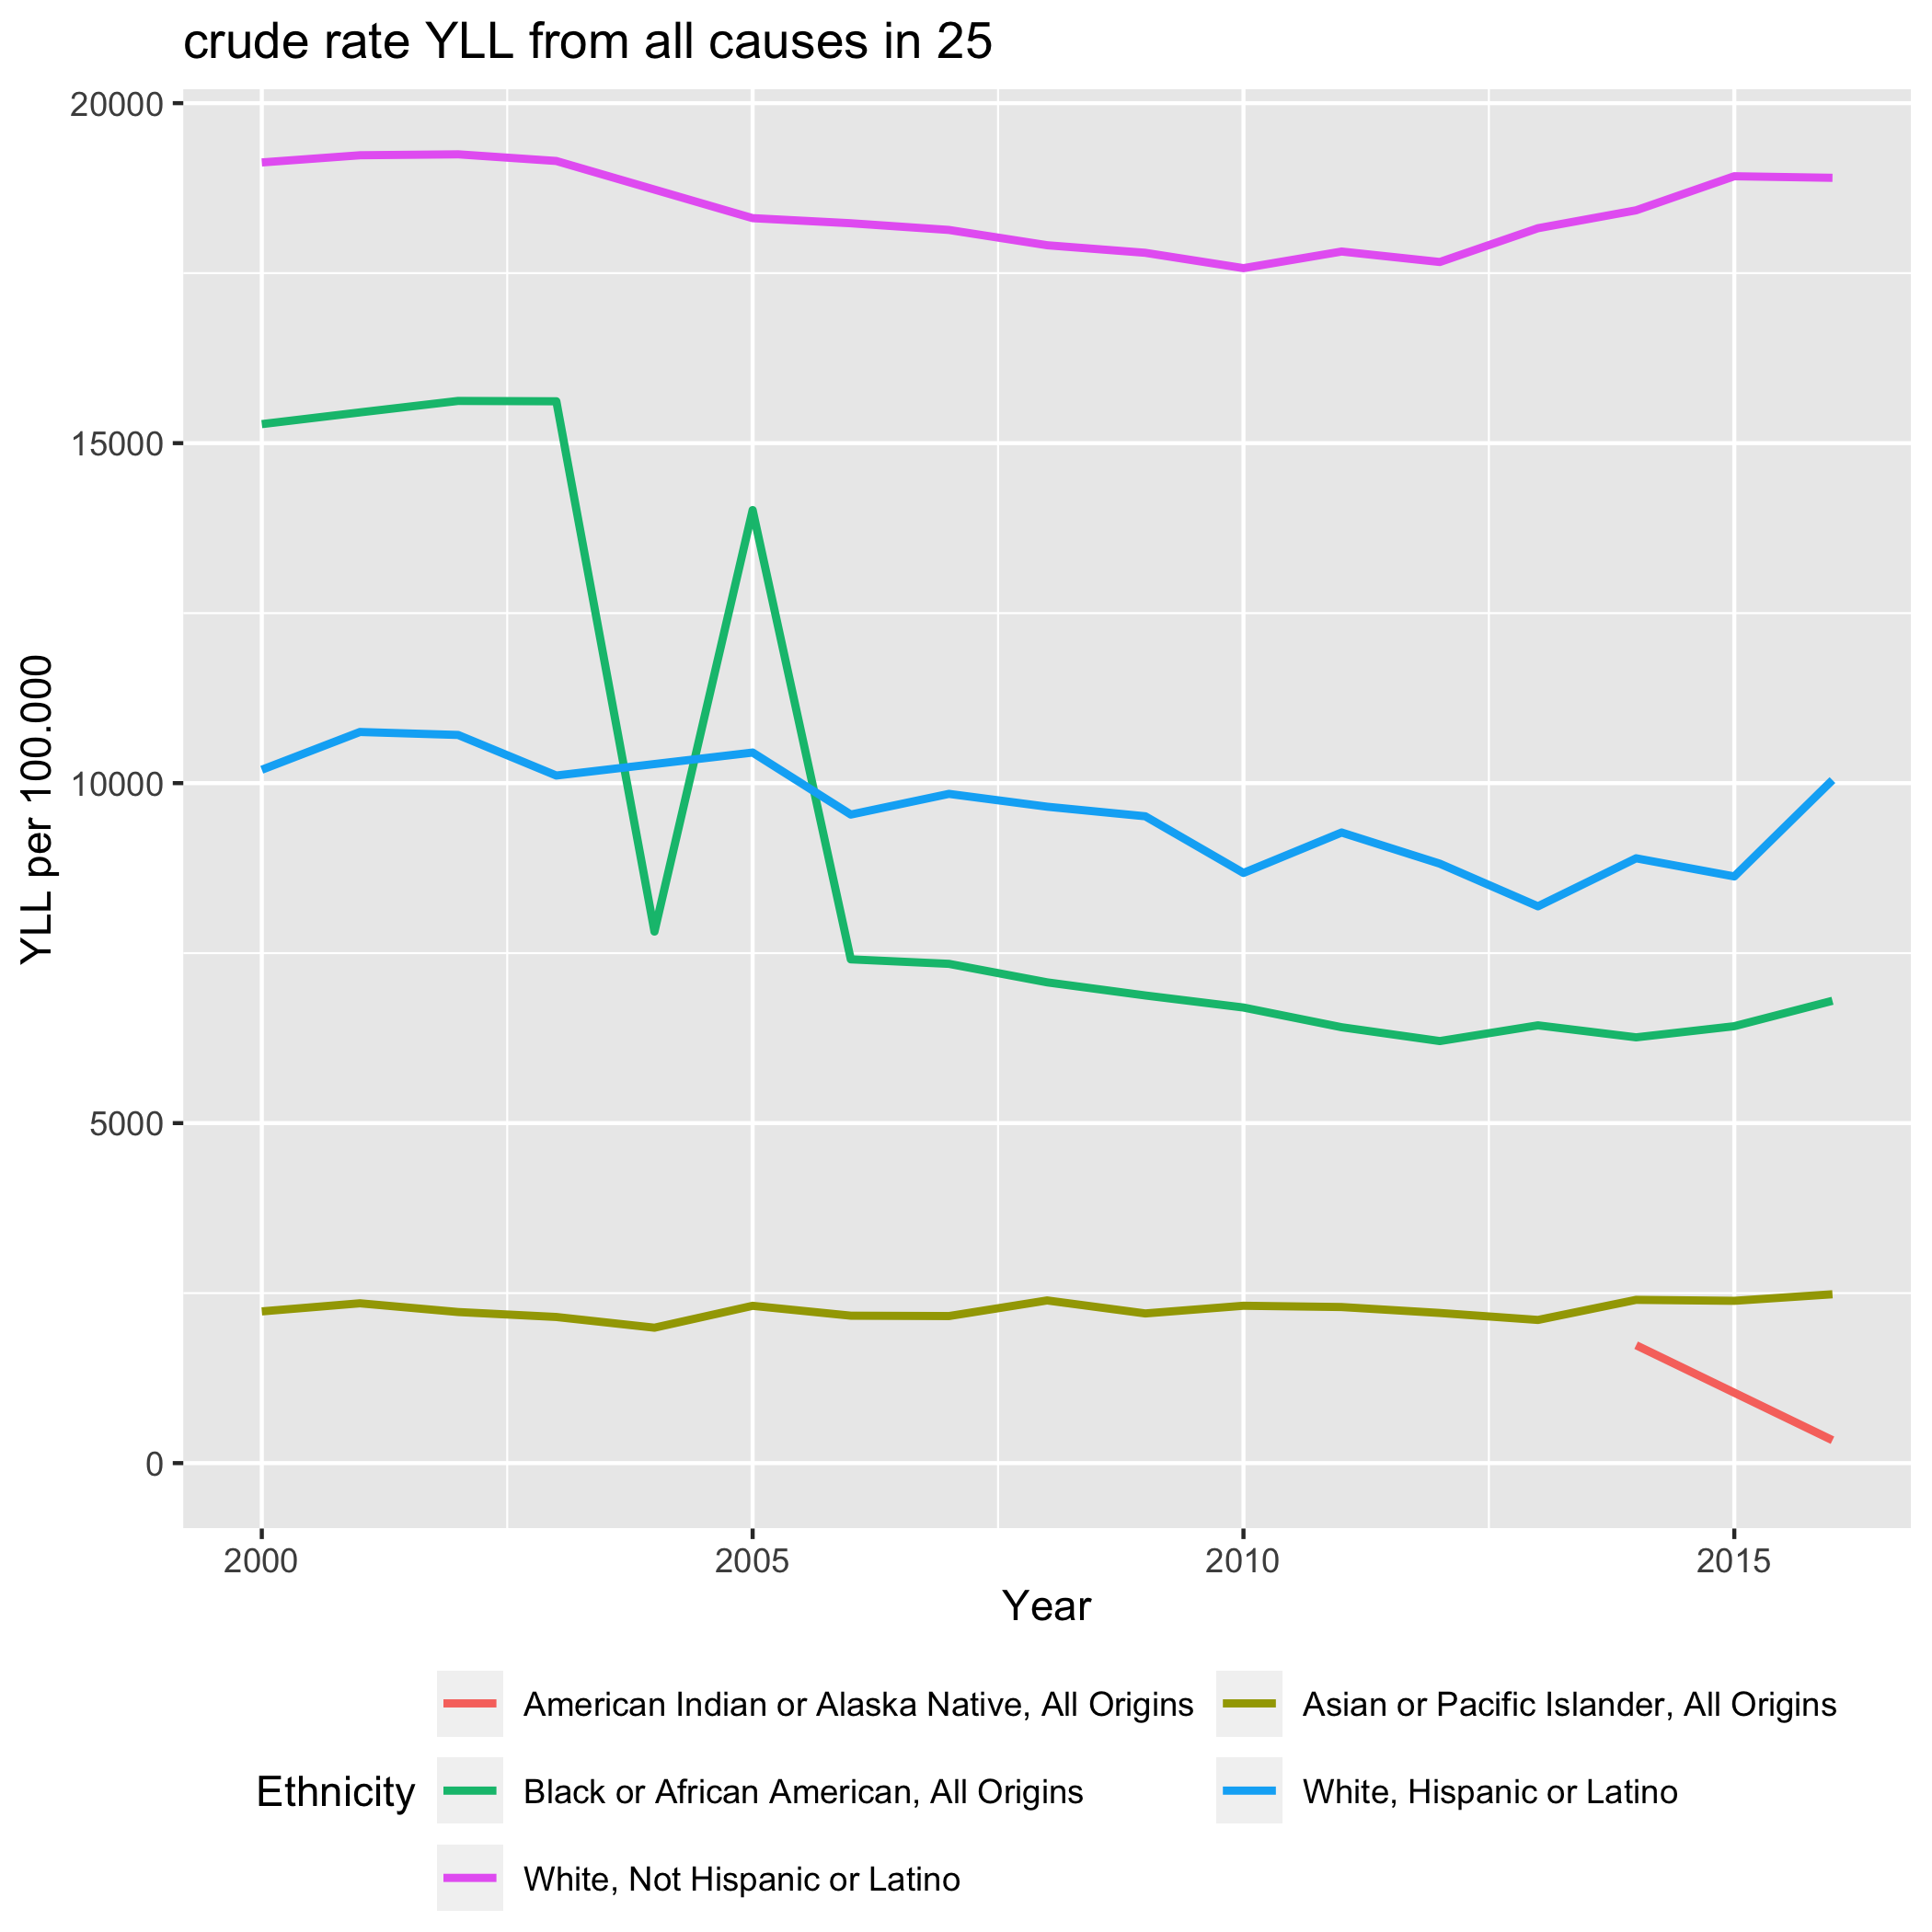 crude rate YLL from all causes in 25
20000
15000
10000
5000
0
YLL per 100.000
2000 2005 2010 2015
Year
Ethnicity
American Indian or Alaska Native, All Origins
Asian or Pacific Islander, All Origins
Black or African American, All Origins
White, Hispanic or Latino
White, Not Hispanic or Latino